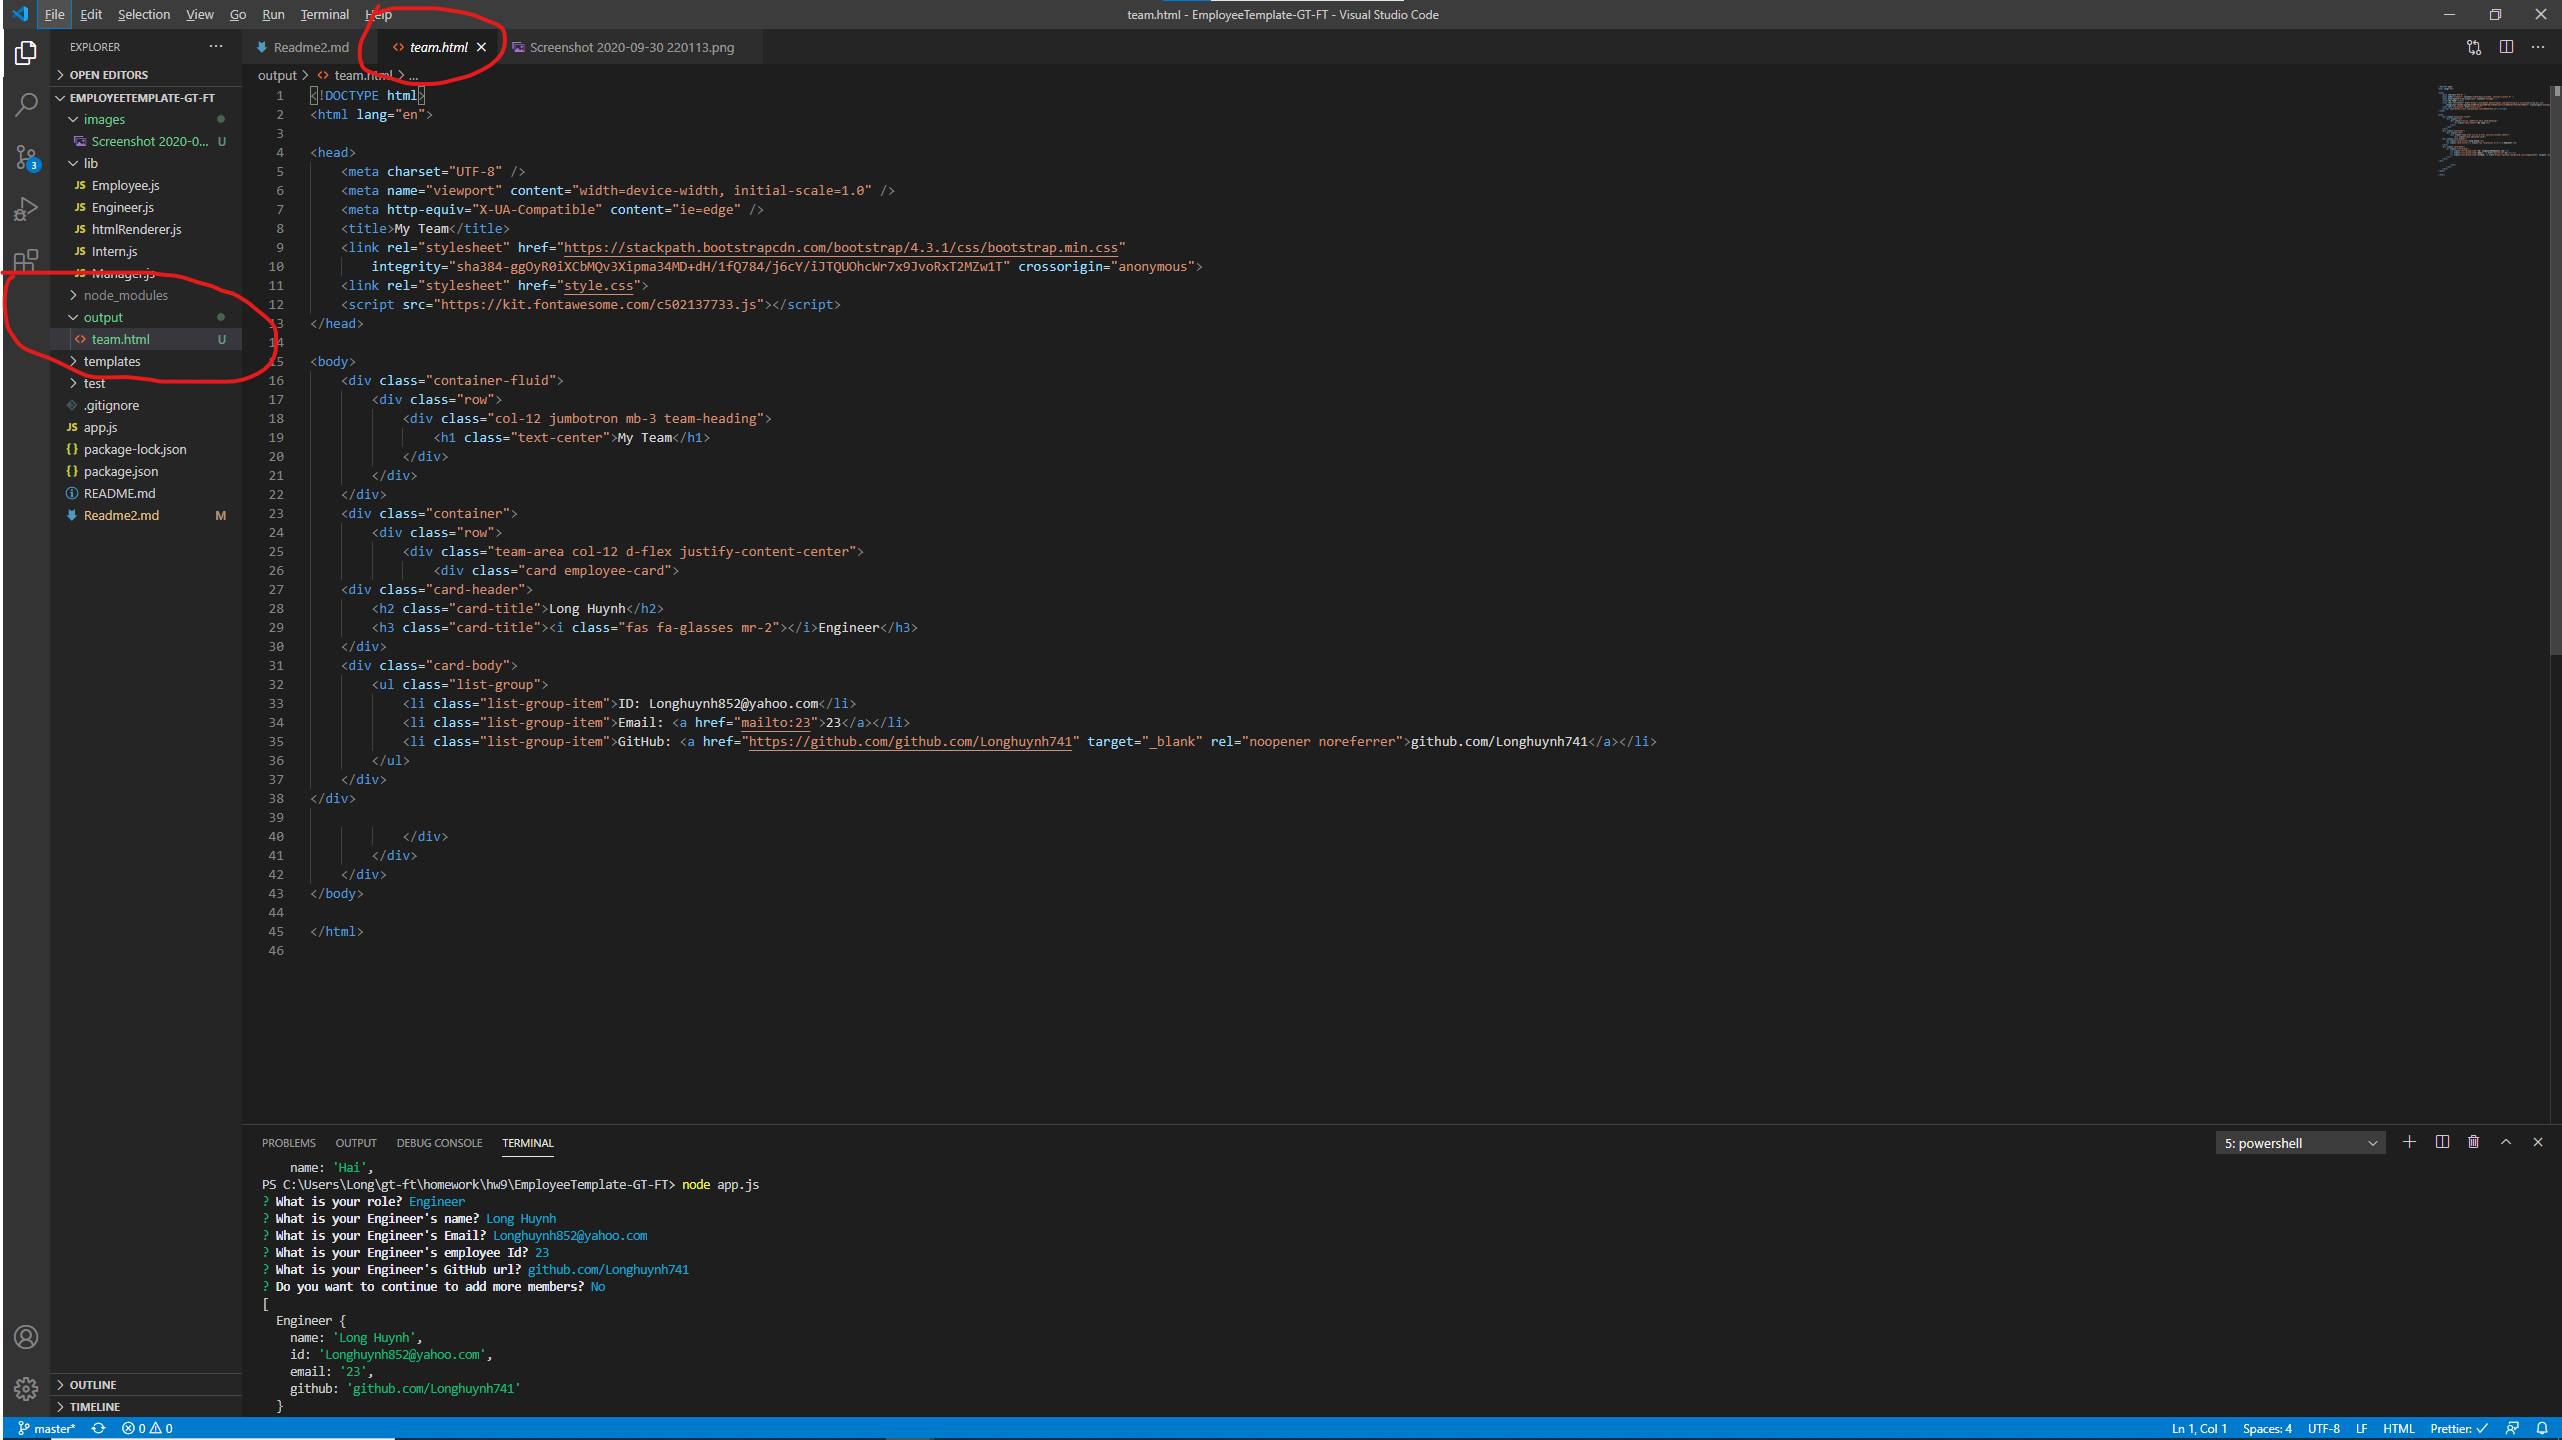 File Edit Selection View Go Run Terminal Help
team.html - EmployeeTemplate-GT-FT - Visual Studio Code
EXPLORER
OPEN EDITORS
EMPLOYEETEMPLATE-GT-FT
images
Screenshot 2020-0... U
lib
JS Employee.js
JS Engineer.js
JS htmlRenderer.js
JS Intern.js
JS Manager.js
node_modules
output
<> team.html U
templates
test
.gitignore
JS app.js
{} package-lock.json
{} package.json
README.md
Readme2.md M
OUTLINE
TIMELINE
3
Readme2.md
<> team.html
Screenshot 2020-09-30 220113.png
output > <> team.html > ...
1 <!DOCTYPE html>
2 <html lang="en">
3
4 <head>
5 <meta charset="UTF-8" />
6 <meta name="viewport" content="width=device-width, initial-scale=1.0" />
7 <meta http-equiv="X-UA-Compatible" content="ie=edge" />
8 <title>My Team</title>
9 <link rel="stylesheet" href="https://stackpath.bootstrapcdn.com/bootstrap/4.3.1/css/bootstrap.min.css"
10 integrity="sha384-ggOyR0iXCbMQv3Xipma34MD+dH/1fQ784/j6cY/iJTQUOhcWr7x9JvoRxT2MZw1T" crossorigin="anonymous">
11 <link rel="stylesheet" href="style.css">
12 <script src="https://kit.fontawesome.com/c502137733.js"></script>
13 </head>
14
15 <body>
16 <div class="container-fluid">
17 <div class="row">
18 <div class="col-12 jumbotron mb-3 team-heading">
19 <h1 class="text-center">My Team</h1>
20 </div>
21 </div>
22 </div>
23 <div class="container">
24 <div class="row">
25 <div class="team-area col-12 d-flex justify-content-center">
26 <div class="card employee-card">
27 <div class="card-header">
28 <h2 class="card-title">Long Huynh</h2>
29 <h3 class="card-title"><i class="fas fa-glasses mr-2"></i>Engineer</h3>
30 </div>
31 <div class="card-body">
32 <ul class="list-group">
33 <li class="list-group-item">ID: Longhuynh852@yahoo.com</li>
34 <li class="list-group-item">Email: <a href="mailto:23">23</a></li>
35 <li class="list-group-item">GitHub: <a href="https://github.com/github.com/Longhuynh741" target="_blank" rel="noopener noreferrer">github.com/Longhuynh741</a></li>
36 </ul>
37 </div>
38 </div>
39
40 </div>
41 </div>
42 </div>
43 </body>
44
45 </html>
46
PROBLEMS OUTPUT DEBUG CONSOLE TERMINAL
5: powershell
name: 'Hai',
PS C:\Users\Long\gt-ft\homework\hw9\EmployeeTemplate-GT-FT> node app.js
? What is your role? Engineer
? What is your Engineer's name? Long Huynh
? What is your Engineer's Email? Longhuynh852@yahoo.com
? What is your Engineer's employee Id? 23
? What is your Engineer's GitHub url? github.com/Longhuynh741
? Do you want to continue to add more members? No
[
Engineer {
name: 'Long Huynh',
id: 'Longhuynh852@yahoo.com',
email: '23',
github: 'github.com/Longhuynh741'
}
master* 0 0
Ln 1, Col 1 Spaces: 4 UTF-8 LF HTML Prettier: ✓